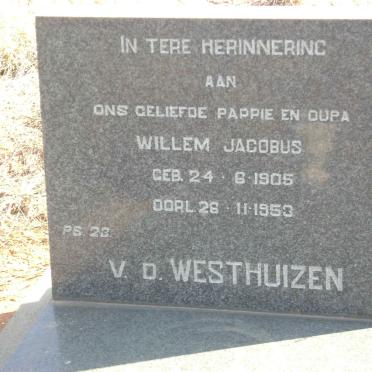 IN TERE HERINNERING
AAN
ONS GELIEFDE PAPPIE EN OUPA
WILLEM JACOBUS
GEB. 24 · 6·1905
OORL. 28 · 11·1953
PS. 23.
V. D. WESTHUIZEN